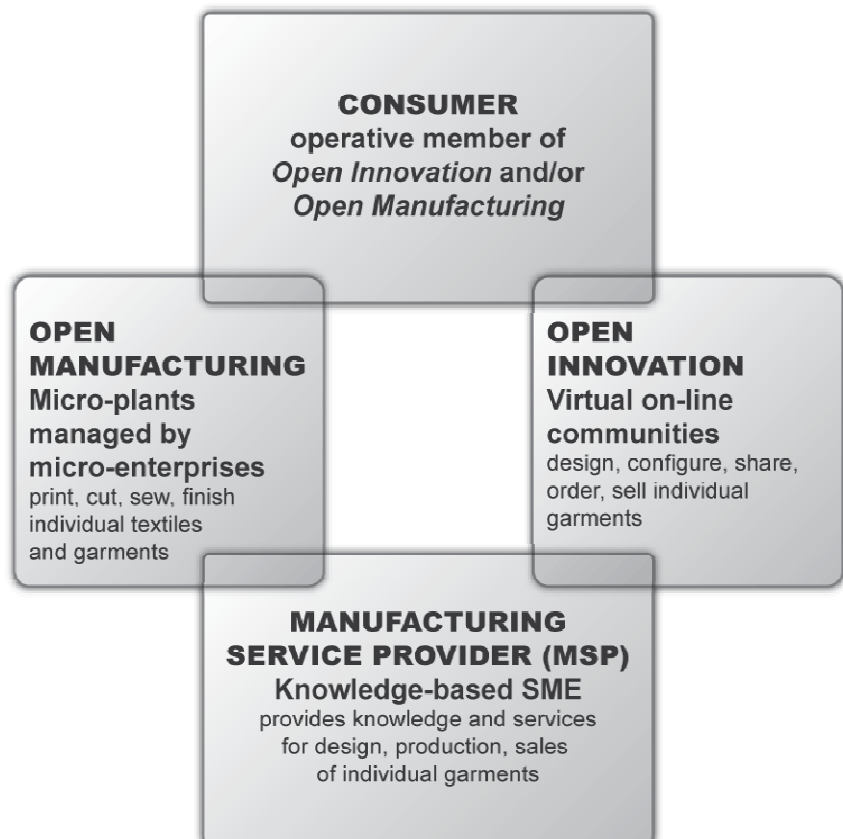 CONSUMER
operative member of
Open Innovation and/or
Open Manufacturing
OPEN
MANUFACTURING
Micro-plants
managed by
micro-enterprises
print, cut, sew, finish
individual textiles
and garments
OPEN
INNOVATION
Virtual on-line
communities
design, configure, share,
order, sell individual
garments
MANUFACTURING
SERVICE PROVIDER (MSP)
Knowledge-based SME
provides knowledge and services
for design, production, sales
of individual garments